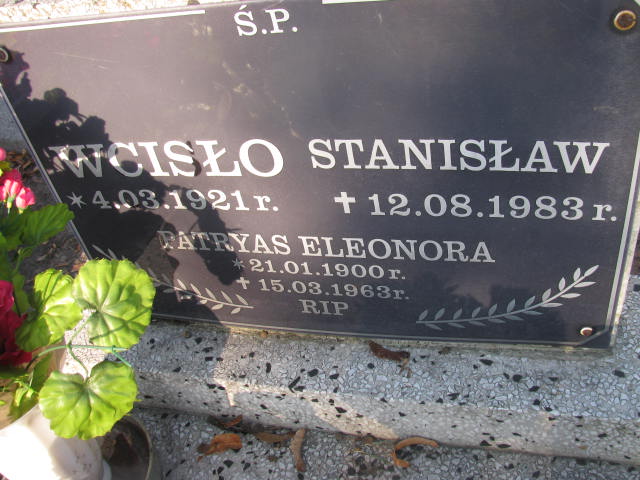 Ś.P.
WCISŁO STANISŁAW
* 4.03.1921 r. ✝ 12.08.1983 r.
PATRYAS ELEONORA
* 21.01.1900 r.
✝ 15.03.1963 r.
RIP